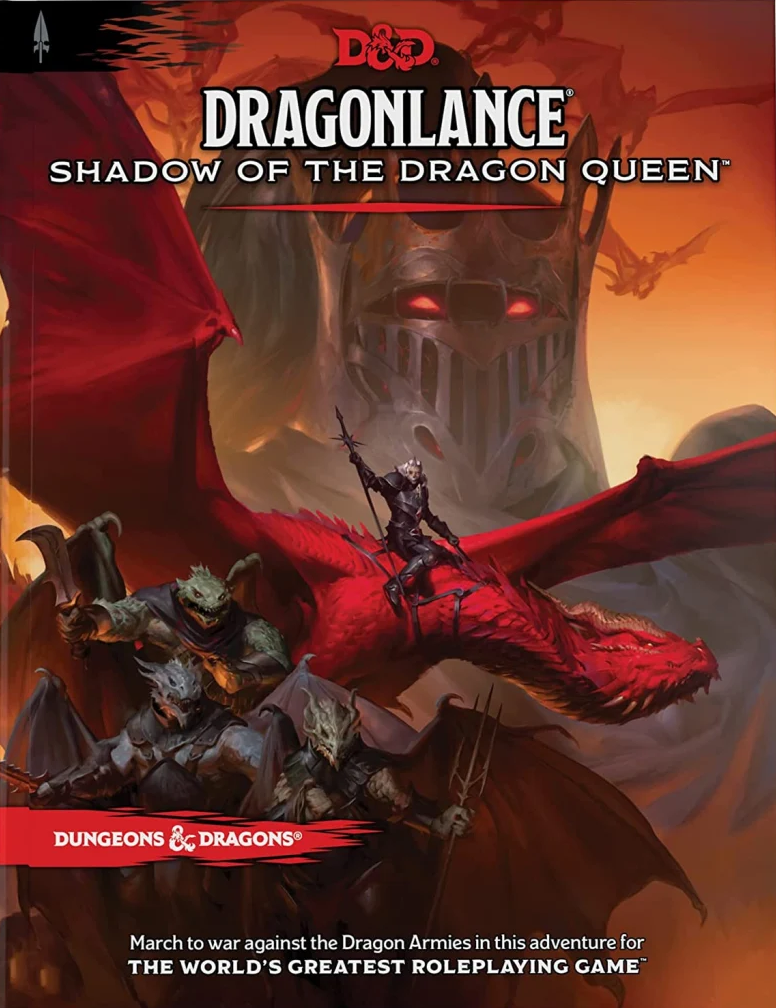 D&D®
DRAGONLANCE®
SHADOW OF THE DRAGON QUEEN™
DUNGEONS & DRAGONS®
March to war against the Dragon Armies in this adventure for
THE WORLD'S GREATEST ROLEPLAYING GAME™